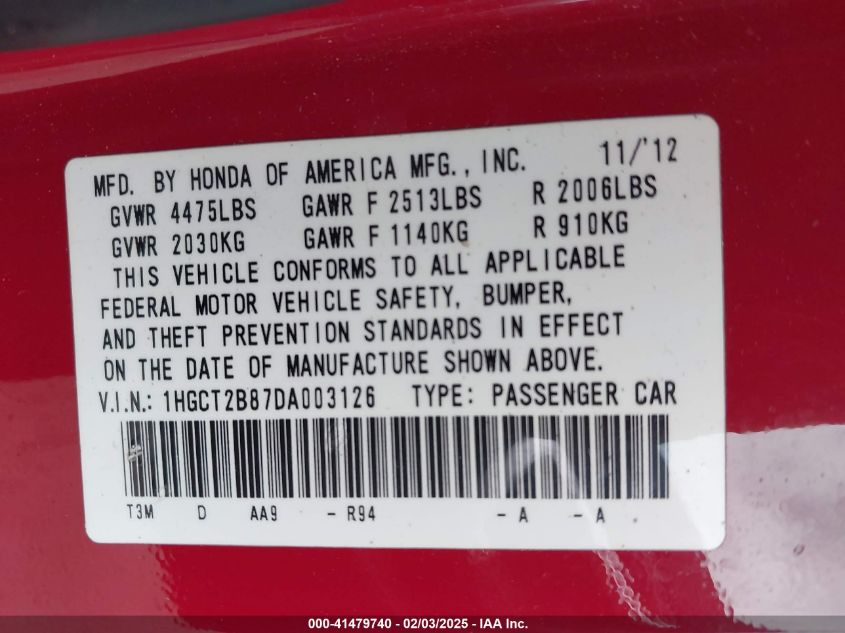 MFD. BY HONDA OF AMERICA MFG., INC. 11/'12
GVWR 4475LBS GAWR F 2513LBS R 2006LBS
GVWR 2030KG GAWR F 1140KG R 910KG
THIS VEHICLE CONFORMS TO ALL APPLICABLE
FEDERAL MOTOR VEHICLE SAFETY, BUMPER,
AND THEFT PREVENTION STANDARDS IN EFFECT
ON THE DATE OF MANUFACTURE SHOWN ABOVE.
V.I.N.: 1HGCT2B87DA003126 TYPE: PASSENGER CAR
T3M D AA9 - R94 - A - A
000-41479740 - 02/03/2025 - IAA Inc.